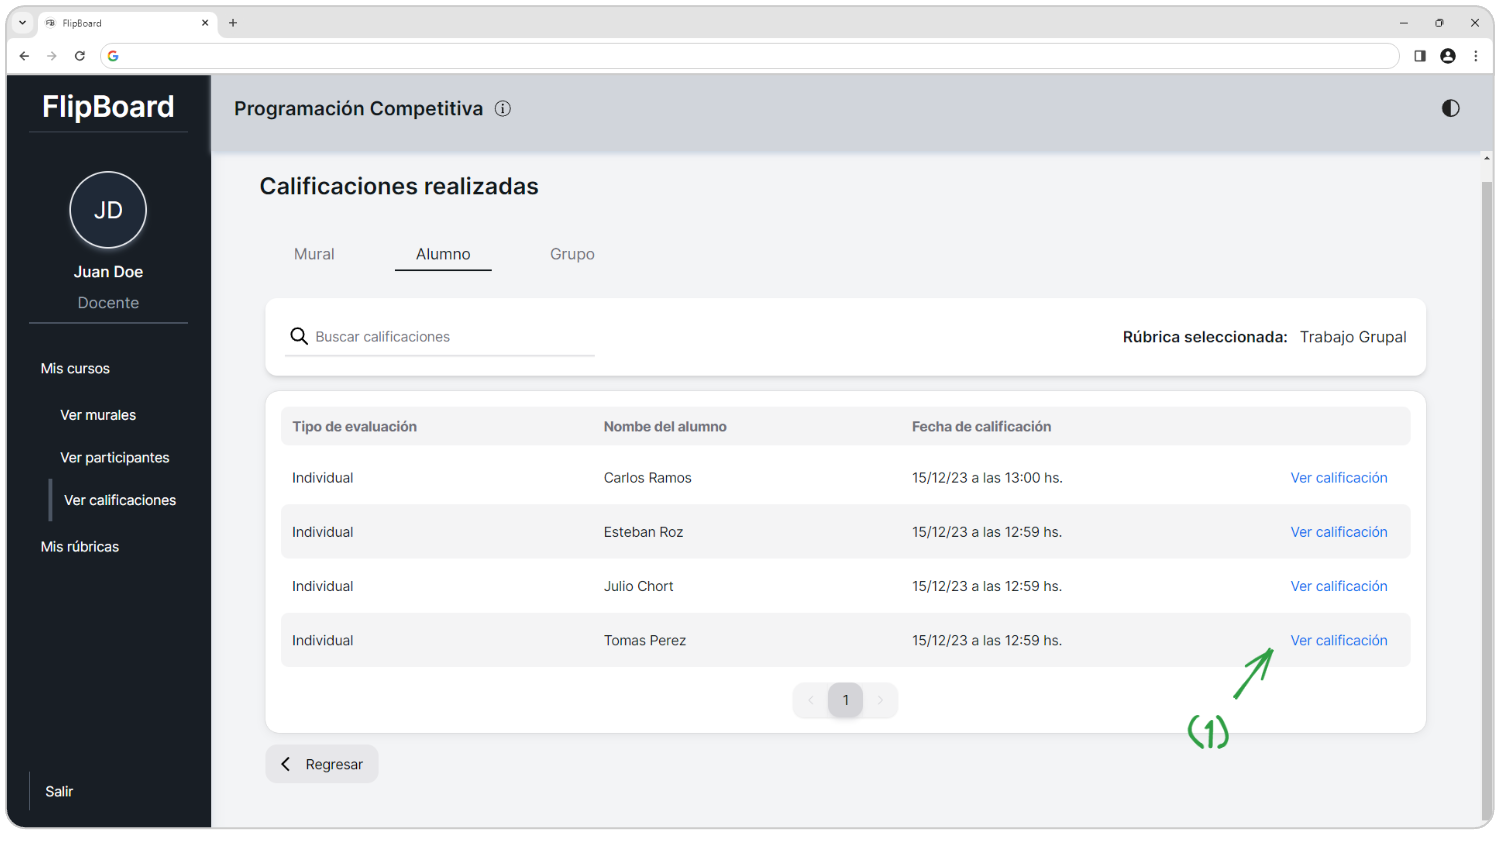 FlipBoard
FlipBoard
Programación Competitiva
JD
Juan Doe
Docente
Mis cursos
Ver murales
Ver participantes
Ver calificaciones
Mis rúbricas
Salir
Calificaciones realizadas
Mural Alumno Grupo
Buscar calificaciones Rúbrica seleccionada: Trabajo Grupal
Tipo de evaluación Nombe del alumno Fecha de calificación
Individual Carlos Ramos 15/12/23 a las 13:00 hs. Ver calificación
Individual Esteban Roz 15/12/23 a las 12:59 hs. Ver calificación
Individual Julio Chort 15/12/23 a las 12:59 hs. Ver calificación
Individual Tomas Perez 15/12/23 a las 12:59 hs. Ver calificación
1
(1)
Regresar